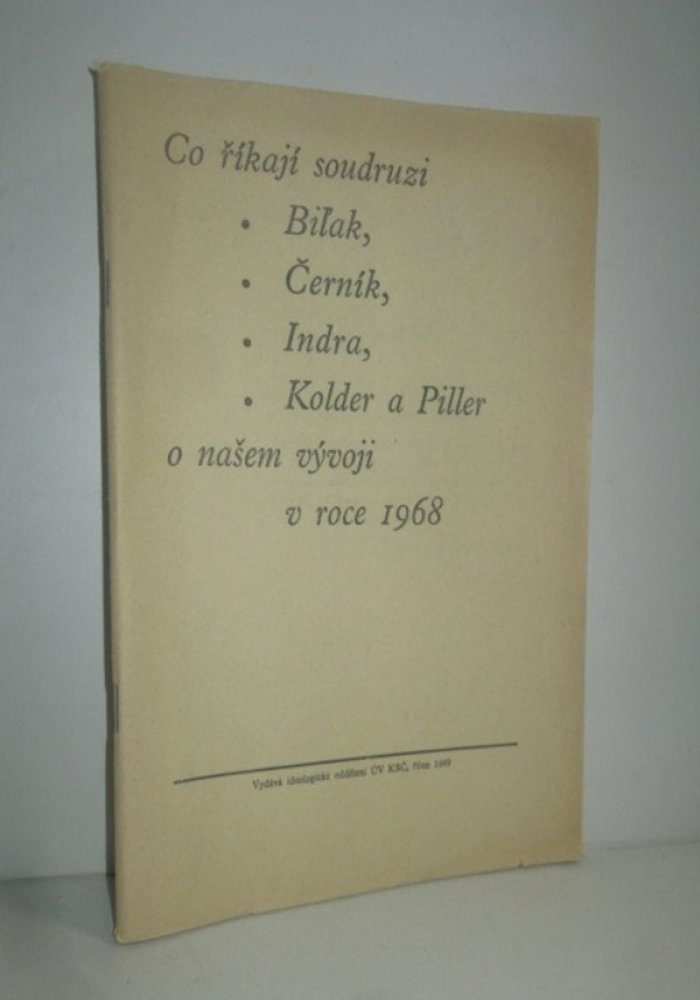 Co říkají soudruzi
• Biľak,
• Černík,
• Indra,
• Kolder a Piller
o našem vývoji
v roce 1968
Vydává ideologické oddělení ÚV KSČ, říjen 1969